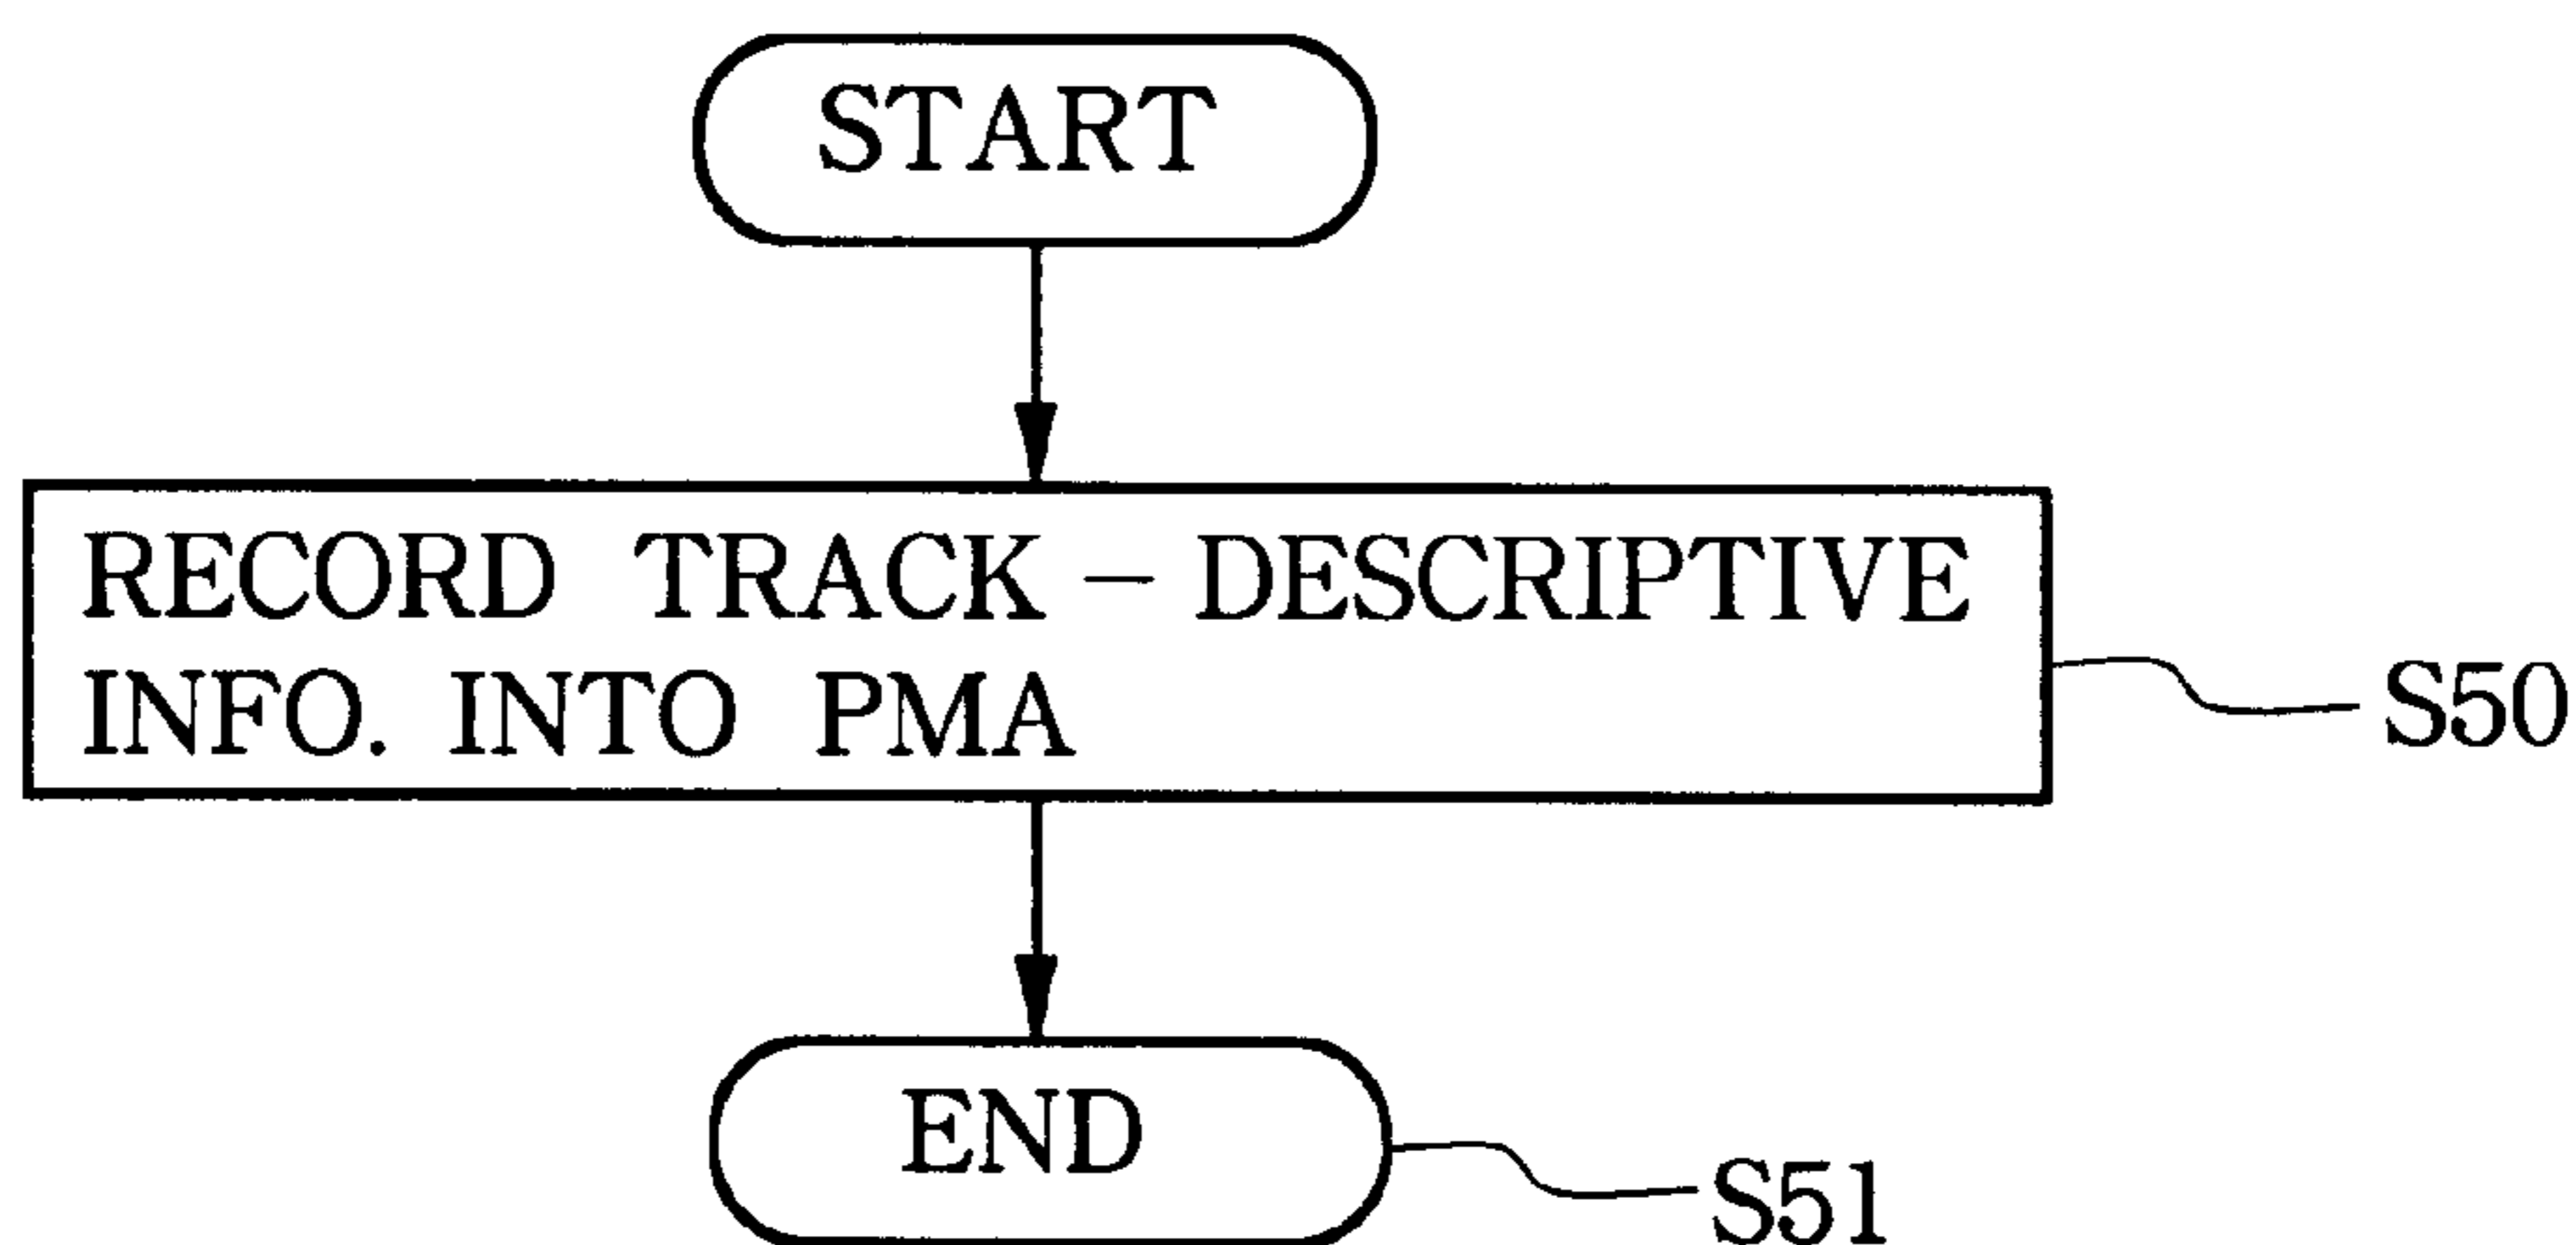 START
RECORD TRACK - DESCRIPTIVE
INFO. INTO PMA
S50
END
S51